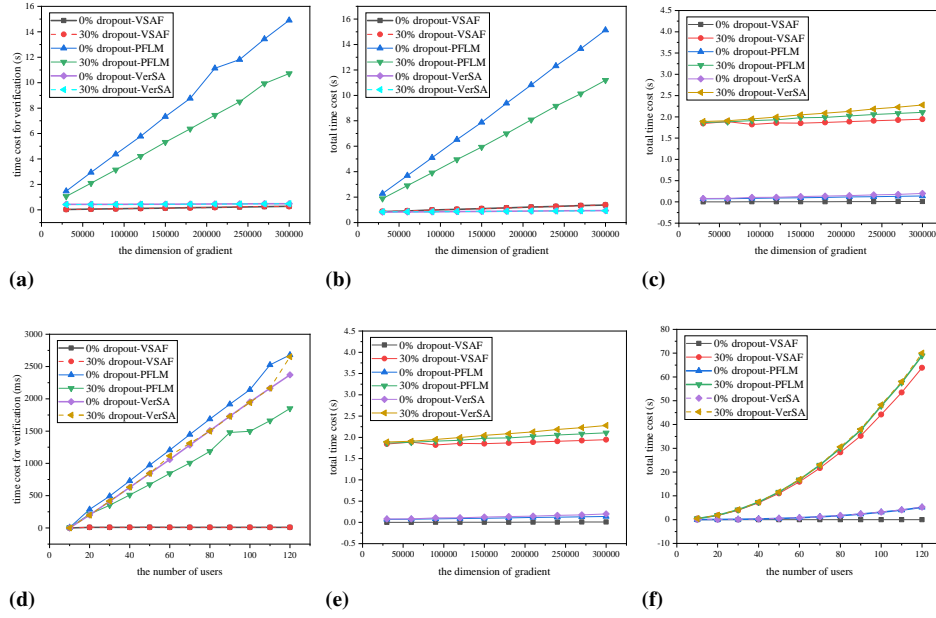 18
16
14
12
10
8
6
4
2
0
time cost for verification (s)
0% dropout-VSAF
30% dropout-VSAF
0% dropout-PFLM
30% dropout-PFLM
0% dropout-VerSA
30% dropout-VerSA
50000 100000 150000 200000 250000 300000
the dimension of gradient
(a)
16
14
12
10
8
6
4
2
0
total time cost (s)
0% dropout-VSAF
30% dropout-VSAF
0% dropout-PFLM
30% dropout-PFLM
0% dropout-VerSA
30% dropout-VerSA
50000 100000 150000 200000 250000 300000
the dimension of gradient
(b)
4.5
4.0
3.5
3.0
2.5
2.0
1.5
1.0
0.5
0.0
-0.5
total time cost (s)
0% dropout-VSAF
30% dropout-VSAF
0% dropout-PFLM
30% dropout-PFLM
0% dropout-VerSA
30% dropout-VerSA
50000 100000 150000 200000 250000 300000
the dimension of gradient
(c)
3000
2500
2000
1500
1000
500
0
time cost for verification (ms)
0% dropout-VSAF
30% dropout-VSAF
0% dropout-PFLM
30% dropout-PFLM
0% dropout-VerSA
30% dropout-VerSA
20 40 60 80 100 120
the number of users
(d)
4.5
4.0
3.5
3.0
2.5
2.0
1.5
1.0
0.5
0.0
-0.5
total time cost (s)
0% dropout-VSAF
30% dropout-VSAF
0% dropout-PFLM
30% dropout-PFLM
0% dropout-VerSA
30% dropout-VerSA
50000 100000 150000 200000 250000 300000
the dimension of gradient
(e)
80
70
60
50
40
30
20
10
0
-10
total time cost (s)
0% dropout-VSAF
30% dropout-VSAF
0% dropout-PFLM
30% dropout-PFLM
0% dropout-VerSA
30% dropout-VerSA
20 40 60 80 100 120
the number of users
(f)